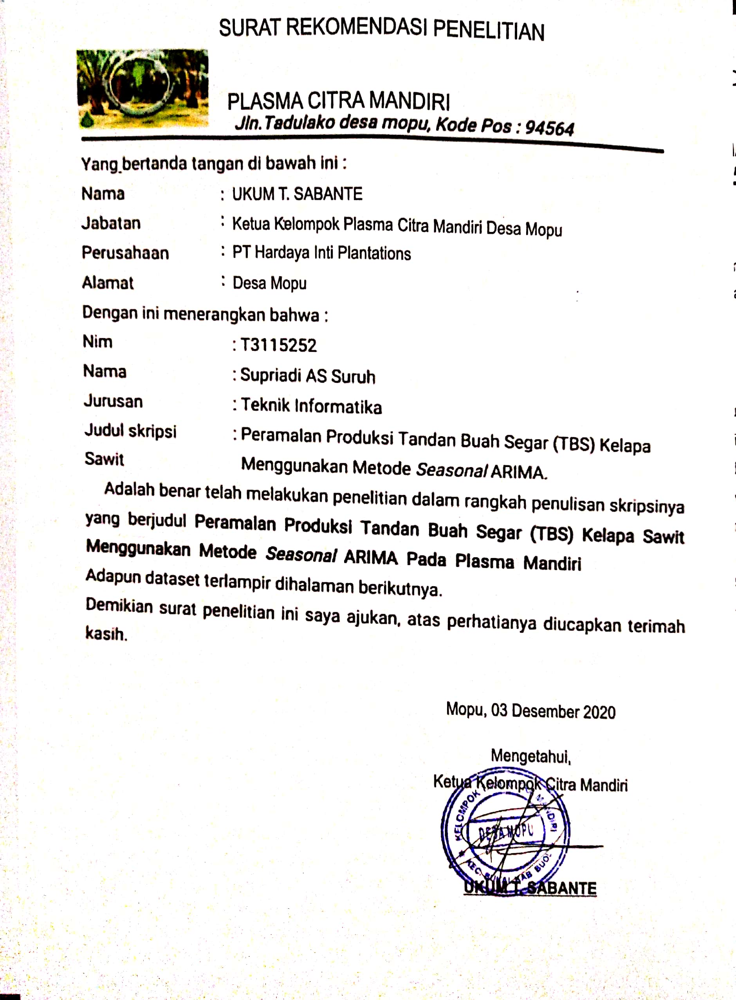 SURAT REKOMENDASI PENELITIAN
PLASMA CITRA MANDIRI
Jln. Tadulako desa mopu, Kode Pos : 94564
Yang bertanda tangan di bawah ini :
Nama : UKUM T. SABANTE
Jabatan : Ketua Kelompok Plasma Citra Mandiri Desa Mopu
Perusahaan : PT Hardaya Inti Plantations
Alamat : Desa Mopu
Dengan ini menerangkan bahwa :
Nim : T3115252
Nama : Supriadi AS Suruh
Jurusan : Teknik Informatika
Judul skripsi : Peramalan Produksi Tandan Buah Segar (TBS) Kelapa
Sawit Menggunakan Metode Seasonal ARIMA.
Adalah benar telah melakukan penelitian dalam rangkah penulisan skripsinya
yang berjudul Peramalan Produksi Tandan Buah Segar (TBS) Kelapa Sawit
Menggunakan Metode Seasonal ARIMA Pada Plasma Mandiri
Adapun dataset terlampir dihalaman berikutnya.
Demikian surat penelitian ini saya ajukan, atas perhatianya diucapkan terimah
kasih.
Mopu, 03 Desember 2020
Mengetahui,
Ketua Kelompok Citra Mandiri
KELOMPOK MANDIRI
DESA MOPU
KEC. BUKAL KAB BUOL
UKUM T. SABANTE